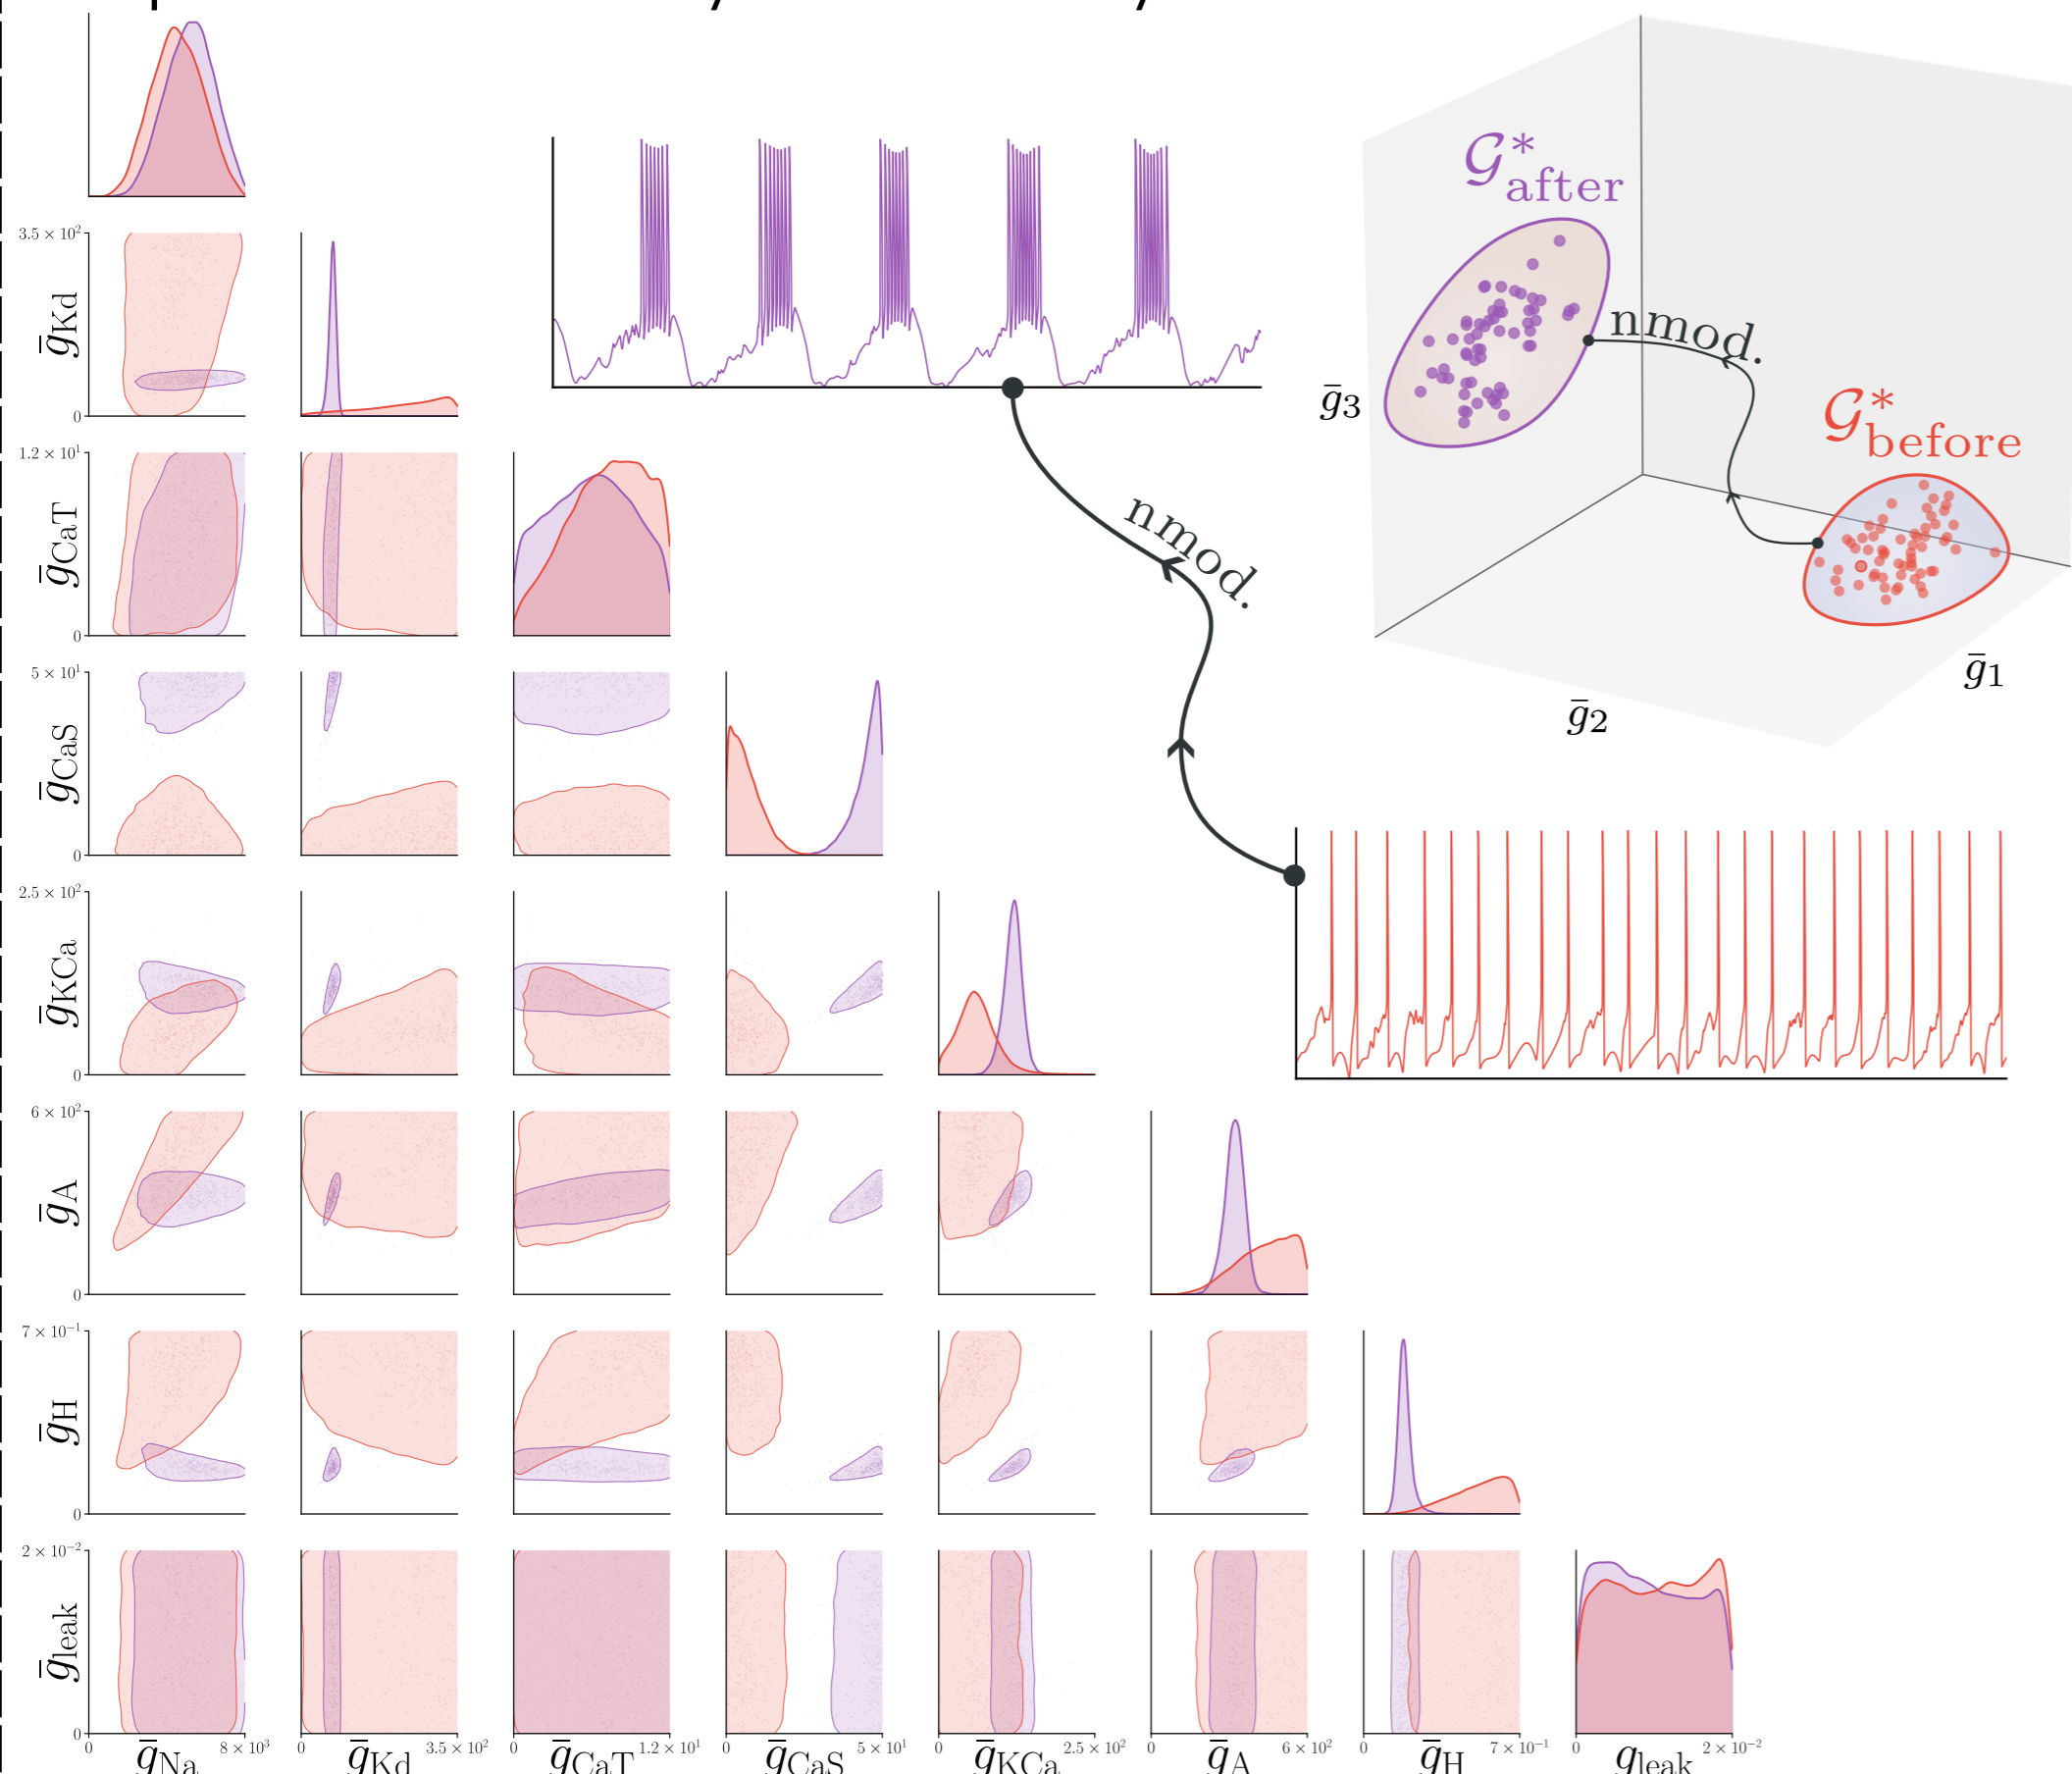 𝒢*after
nmod.
ḡ3
𝒢*before
ḡ1
ḡ2
nmod.
3.5 × 10²
ḡKd
0
1.2 × 10¹
ḡCaT
0
5 × 10¹
ḡCaS
0
2.5 × 10²
ḡKCa
0
6 × 10²
ḡA
0
7 × 10⁻¹
ḡH
0
2 × 10⁻²
ḡleak
0
0 8 × 10³ 0 3.5 × 10² 0 1.2 × 10¹ 0 5 × 10¹ 0 2.5 × 10² 0 6 × 10² 0 7 × 10⁻¹ 0 2 × 10⁻²
ḡNa ḡKd ḡCaT ḡCaS ḡKCa ḡA ḡH gleak